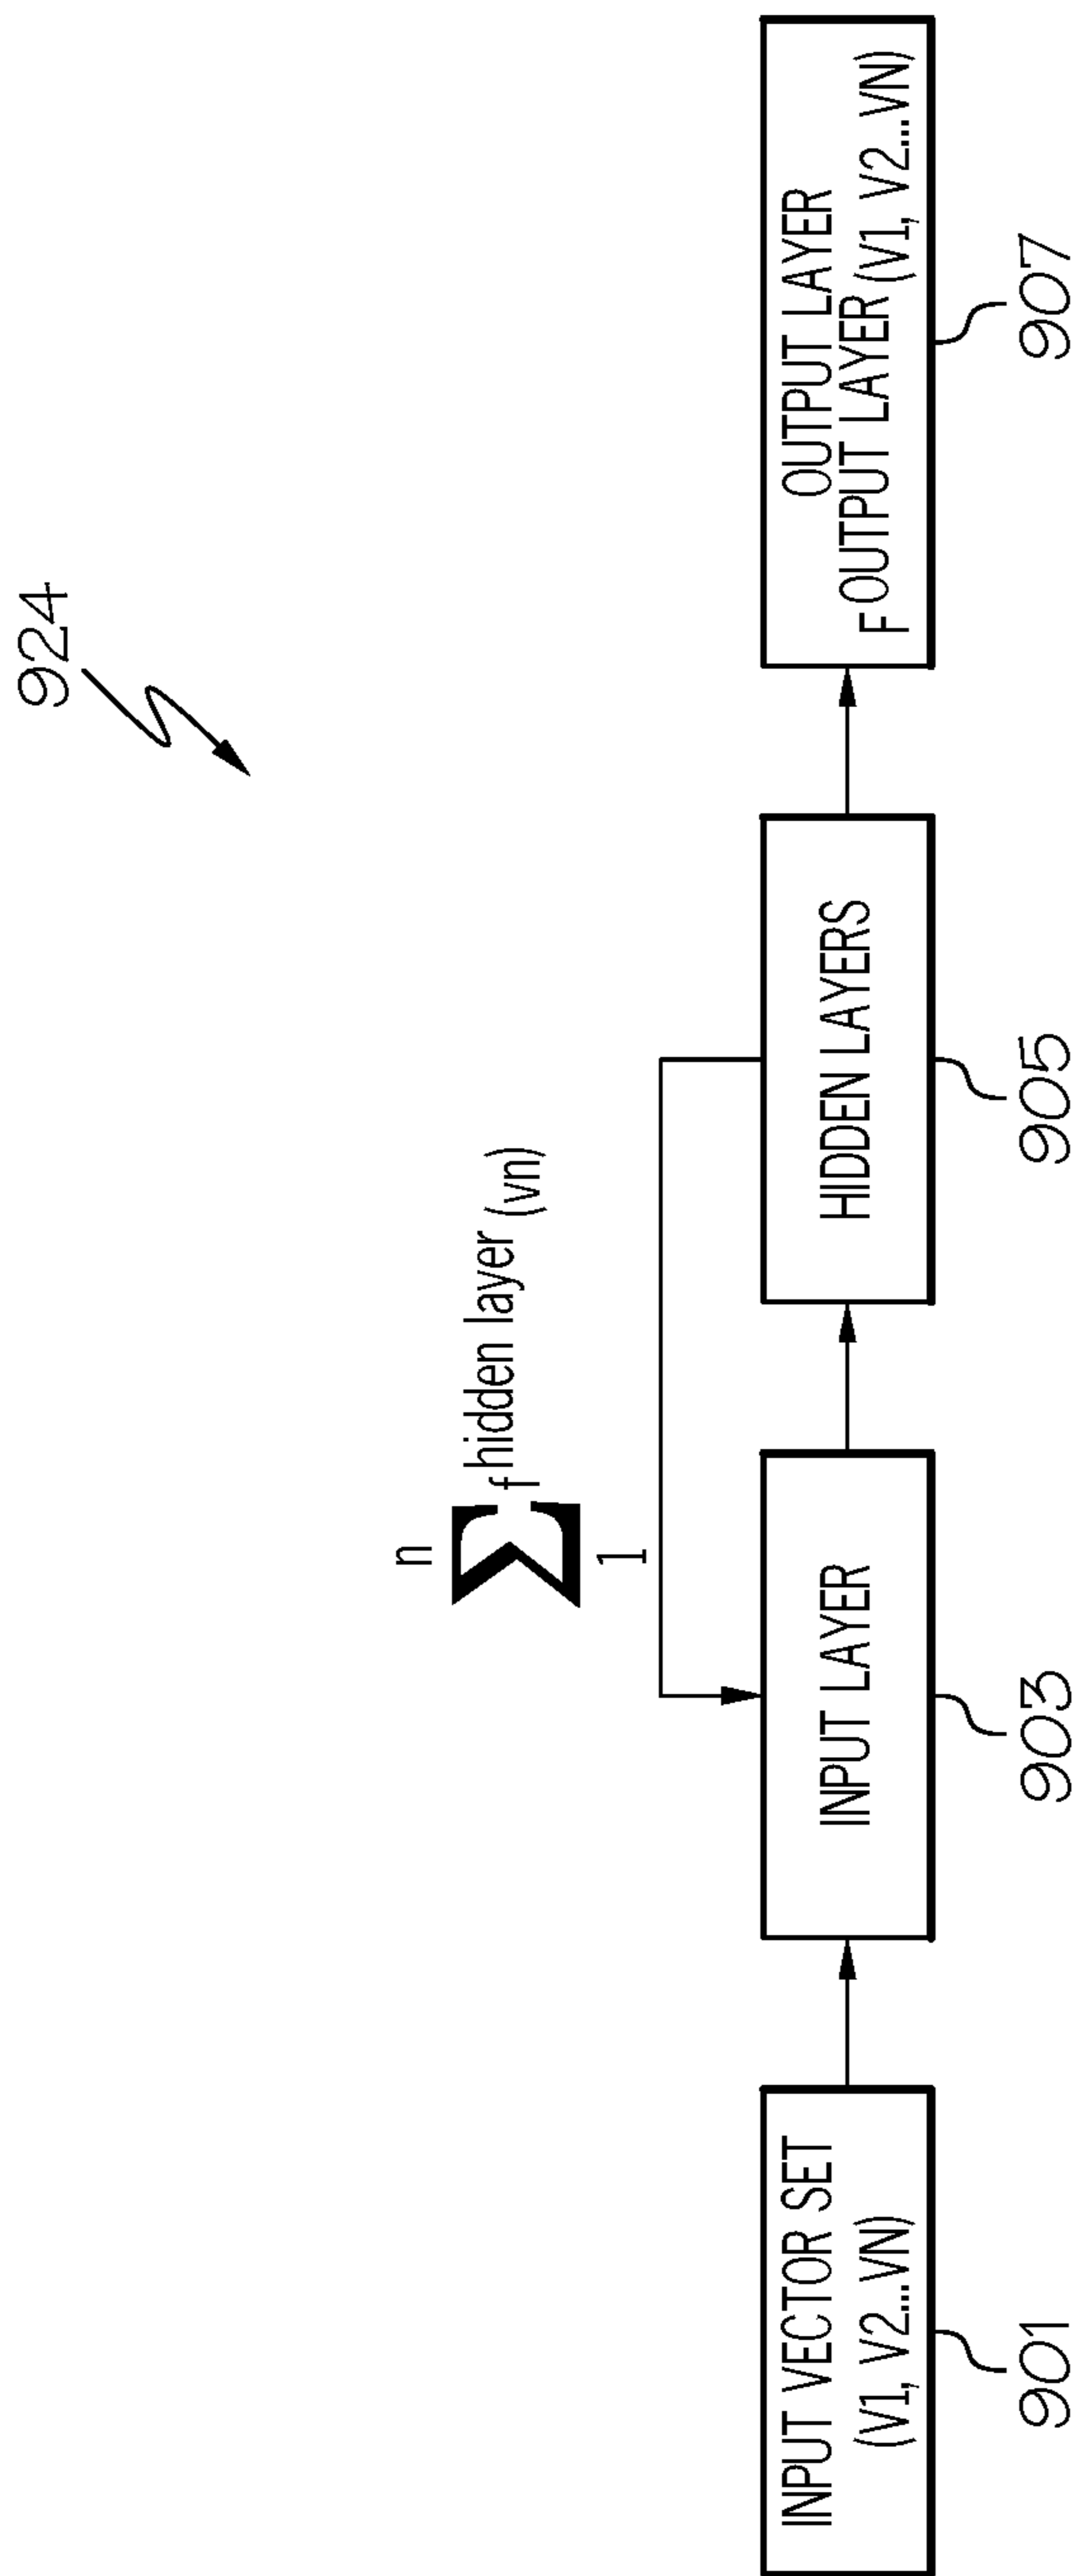 924
n
Σ f hidden layer (vn)
1
INPUT VECTOR SET
(V1, V2...VN)
INPUT LAYER
HIDDEN LAYERS
OUTPUT LAYER
F OUTPUT LAYER (V1, V2...VN)
901
903
905
907